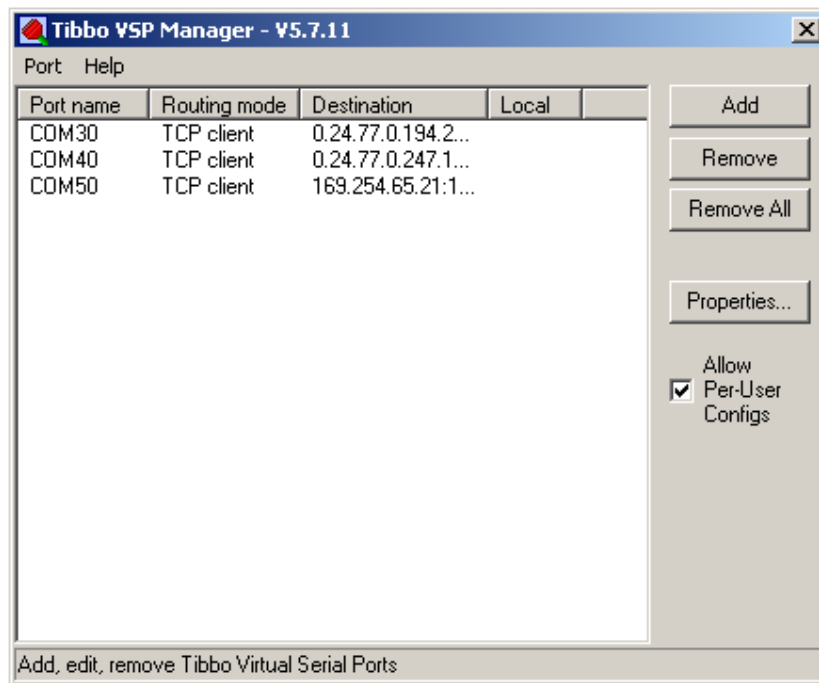 Tibbo VSP Manager - V5.7.11
Port Help
Port name Routing mode Destination Local
COM30 TCP client 0.24.77.0.194.2...
COM40 TCP client 0.24.77.0.247.1...
COM50 TCP client 169.254.65.21:1...
Add
Remove
Remove All
Properties...
Allow
Per-User
Configs
Add, edit, remove Tibbo Virtual Serial Ports